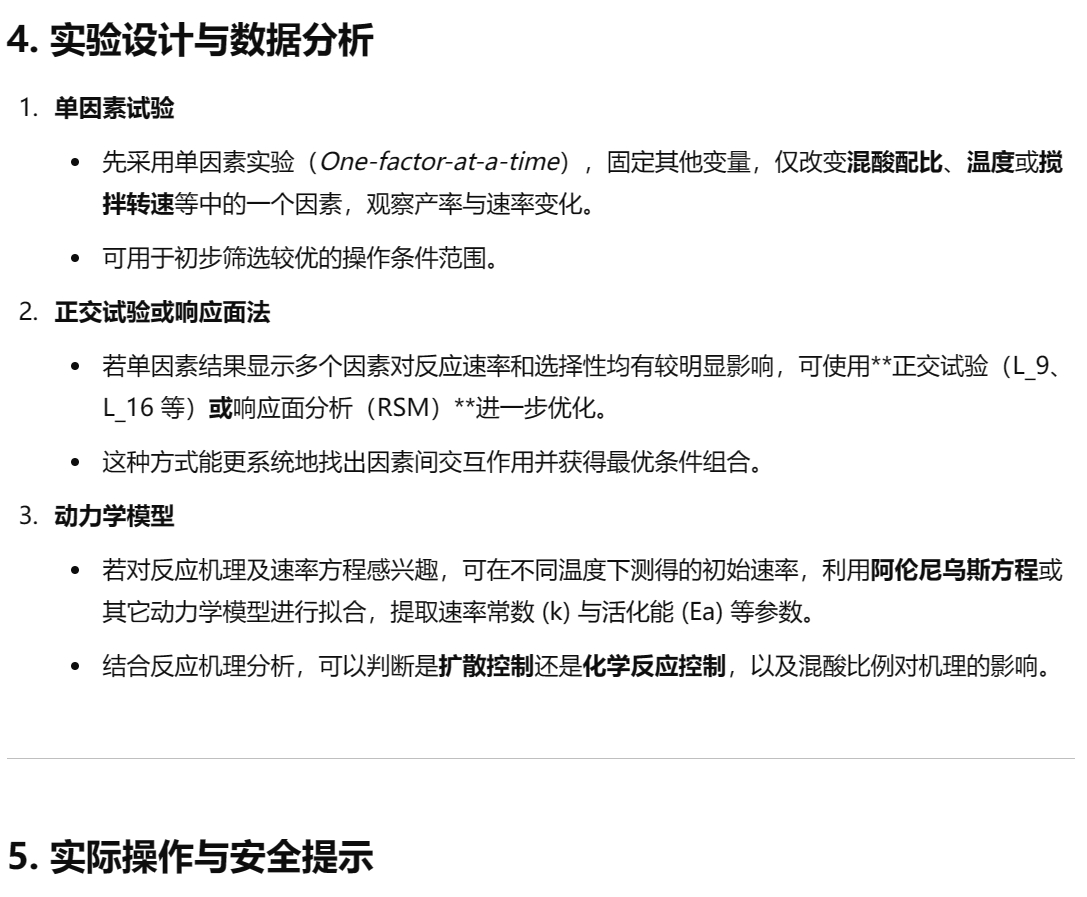 4. 实验设计与数据分析
1. 单因素试验
• 先采用单因素实验（One-factor-at-a-time），固定其他变量，仅改变混酸配比、温度或搅
拌转速等中的一个因素，观察产率与速率变化。
• 可用于初步筛选较优的操作条件范围。
2. 正交试验或响应面法
• 若单因素结果显示多个因素对反应速率和选择性均有较明显影响，可使用**正交试验（L_9、
L_16 等）或响应面分析（RSM）**进一步优化。
• 这种方式能更系统地找出因素间交互作用并获得最优条件组合。
3. 动力学模型
• 若对反应机理及速率方程感兴趣，可在不同温度下测得的初始速率，利用阿伦尼乌斯方程或
其它动力学模型进行拟合，提取速率常数 (k) 与活化能 (Ea) 等参数。
• 结合反应机理分析，可以判断是扩散控制还是化学反应控制，以及混酸比例对机理的影响。
5. 实际操作与安全提示